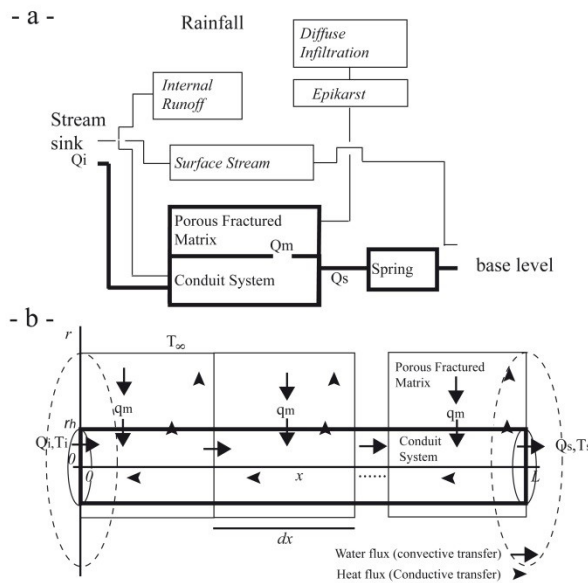 - a -
Rainfall
Diffuse
Infiltration
Internal
Runoff
Epikarst
Stream
sink
Qi
Surface Stream
Porous Fractured
Matrix
Qm
Conduit System
Qs
Spring
base level
- b -
r
T∞
Porous Fractured
Matrix
qm
qm
qm
rh
Qi,Ti
Conduit
System
Qs,Ts
0
0
x
......
L
dx
Water flux (convective transfer)
Heat flux (Conductive transfer)